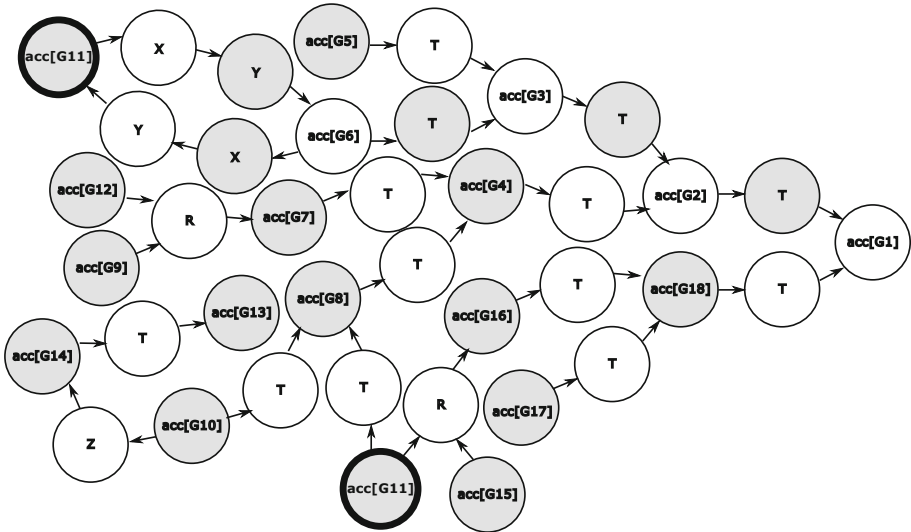 acc[G5]
T
acc[G11]
X
Y
acc[G3]
T
Y
acc[G6]
T
X
acc[G12]
acc[G4]
T
acc[G2]
T
acc[G7]
T
R
acc[G1]
acc[G9]
T
acc[G8]
T
acc[G18]
T
acc[G13]
acc[G16]
T
acc[G14]
T
T
T
R
acc[G17]
acc[G10]
Z
acc[G11]
acc[G15]